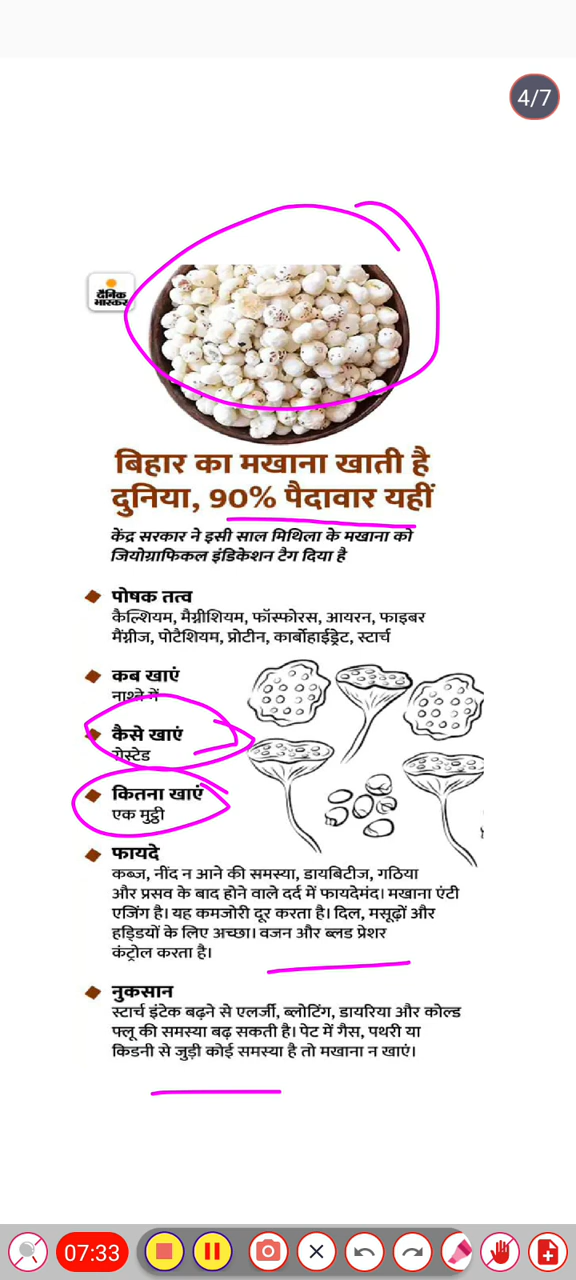 4/7
दैनिक
भास्कर
बिहार का मखाना खाती है
दुनिया, 90% पैदावार यहीं
केंद्र सरकार ने इसी साल मिथिला के मखाना को
जियोग्राफिकल इंडिकेशन टैग दिया है
पोषक तत्व
कैल्शियम, मैग्नीशियम, फॉस्फोरस, आयरन, फाइबर
मैंग्नीज, पोटैशियम, प्रोटीन, कार्बोहाईड्रेट, स्टार्च
कब खाएं
नाश्ते में
कैसे खाएं
रोस्टेड
कितना खाएं
एक मुट्ठी
फायदे
कब्ज, नींद न आने की समस्या, डायबिटीज, गठिया
और प्रसव के बाद होने वाले दर्द में फायदेमंद। मखाना एंटी
एजिंग है। यह कमजोरी दूर करता है। दिल, मसूढ़ों और
हड्डियों के लिए अच्छा। वजन और ब्लड प्रेशर
कंट्रोल करता है।
नुकसान
स्टार्च इंटेक बढ़ने से एलर्जी, ब्लोटिंग, डायरिया और कोल्ड
फ्लू की समस्या बढ़ सकती है। पेट में गैस, पथरी या
किडनी से जुड़ी कोई समस्या है तो मखाना न खाएं।
07:33